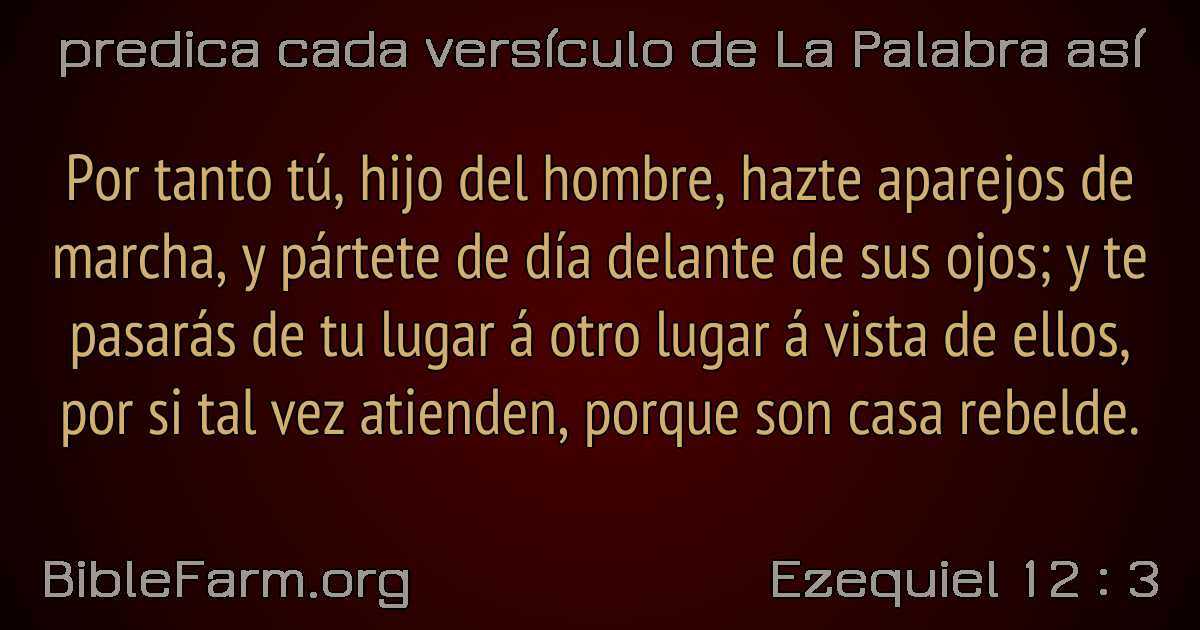 predica cada versículo de La Palabra así
Por tanto tú, hijo del hombre, hazte aparejos de
marcha, y pártete de día delante de sus ojos; y te
pasarás de tu lugar á otro lugar á vista de ellos,
por si tal vez atienden, porque son casa rebelde.
BibleFarm.org
Ezequiel 12 : 3